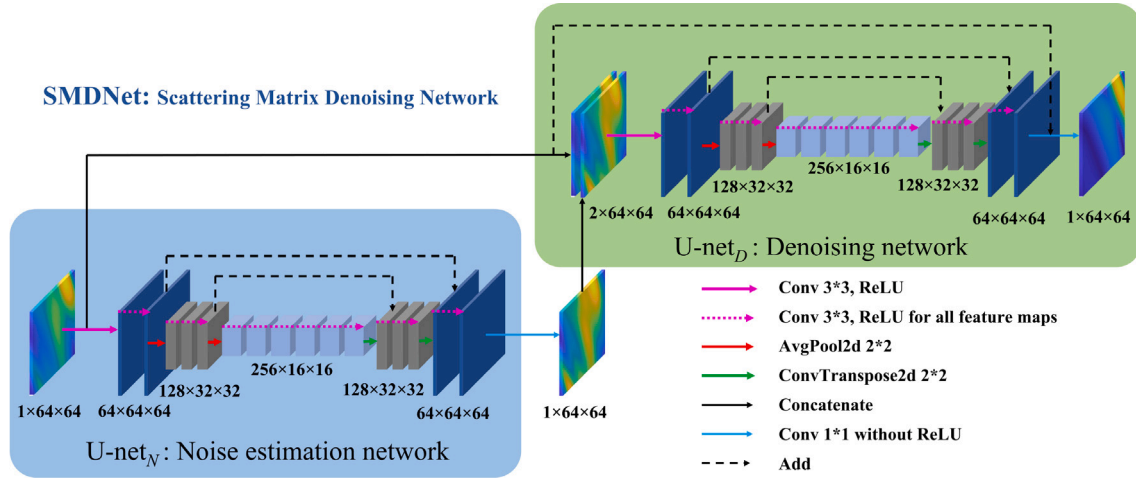 SMDNet: Scattering Matrix Denoising Network
256×16×16
128×32×32
128×32×32
2×64×64
64×64×64
64×64×64
1×64×64
U-net_D : Denoising network
256×16×16
128×32×32
128×32×32
1×64×64
64×64×64
64×64×64
1×64×64
U-net_N : Noise estimation network
Conv 3*3, ReLU
Conv 3*3, ReLU for all feature maps
AvgPool2d 2*2
ConvTranspose2d 2*2
Concatenate
Conv 1*1 without ReLU
Add